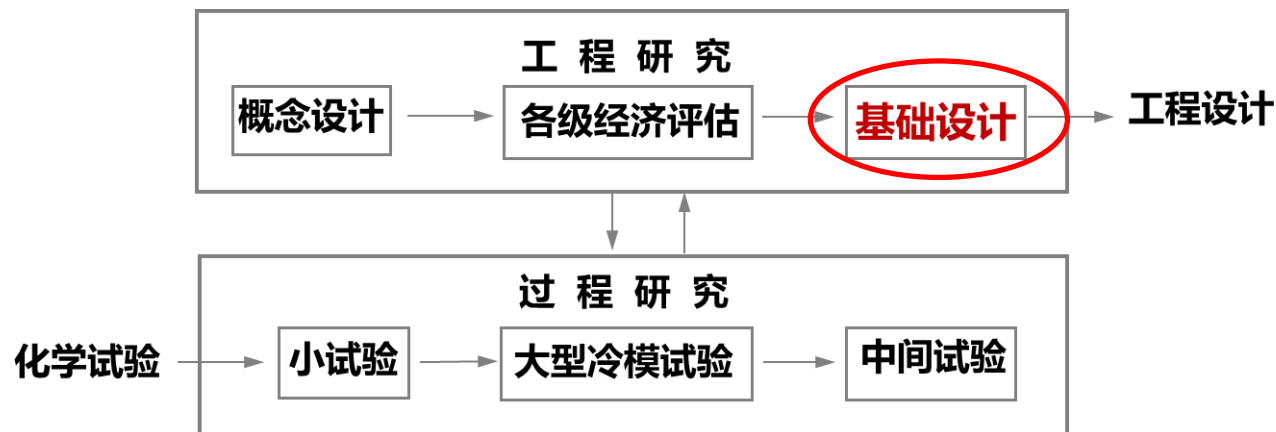 工程研究
概念设计
各级经济评估
基础设计
工程设计
过程研究
化学试验
小试验
大型冷模试验
中间试验